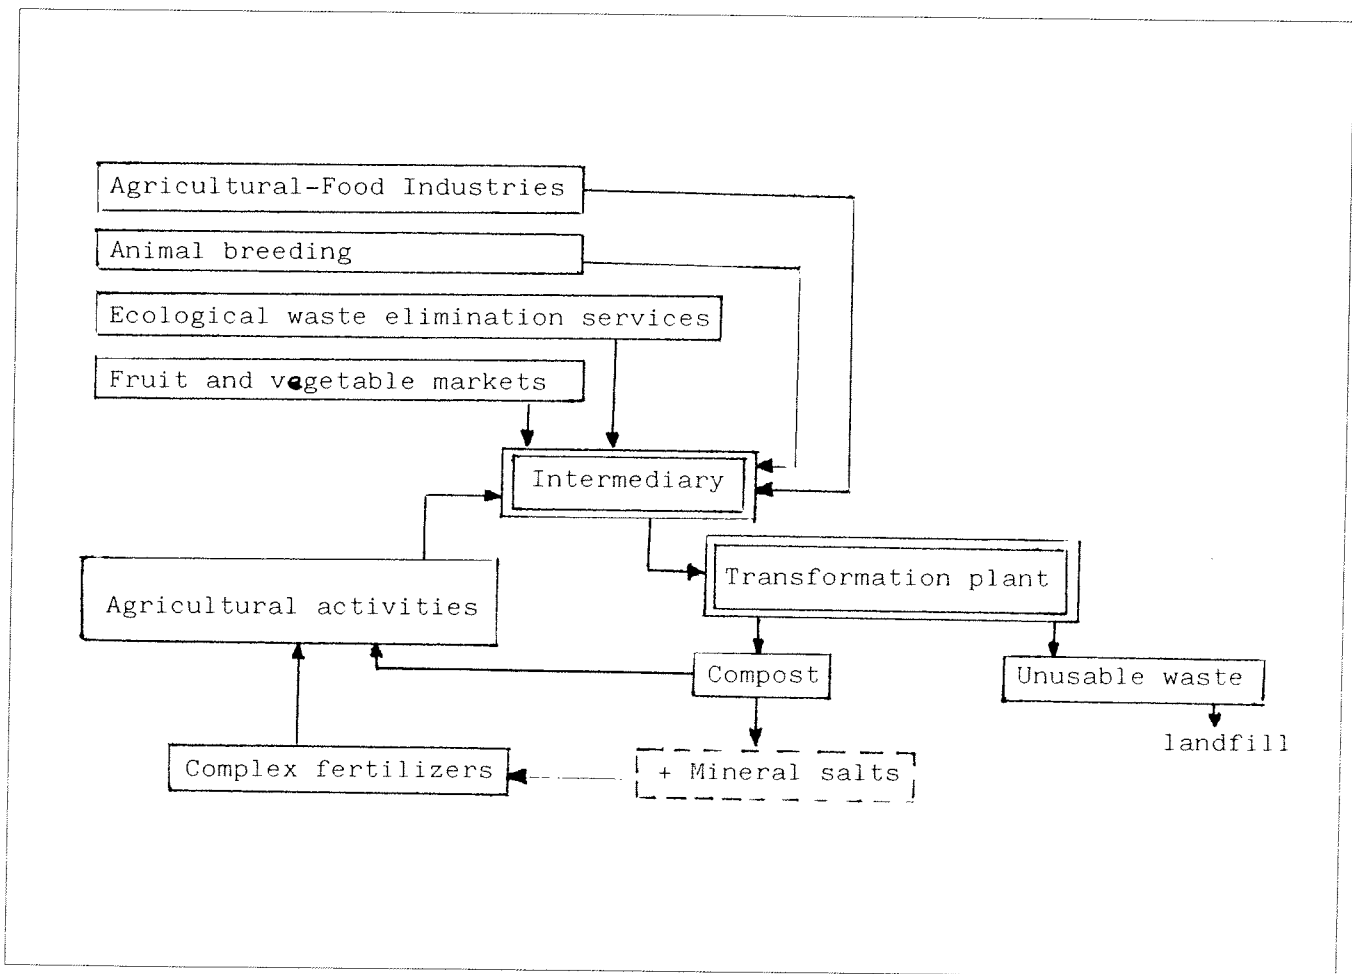 Agricultural-Food Industries
Animal breeding
Ecological waste elimination services
Fruit and vegetable markets
Intermediary
Transformation plant
Agricultural activities
Compost
Unusable waste
landfill
Complex fertilizers
+ Mineral salts